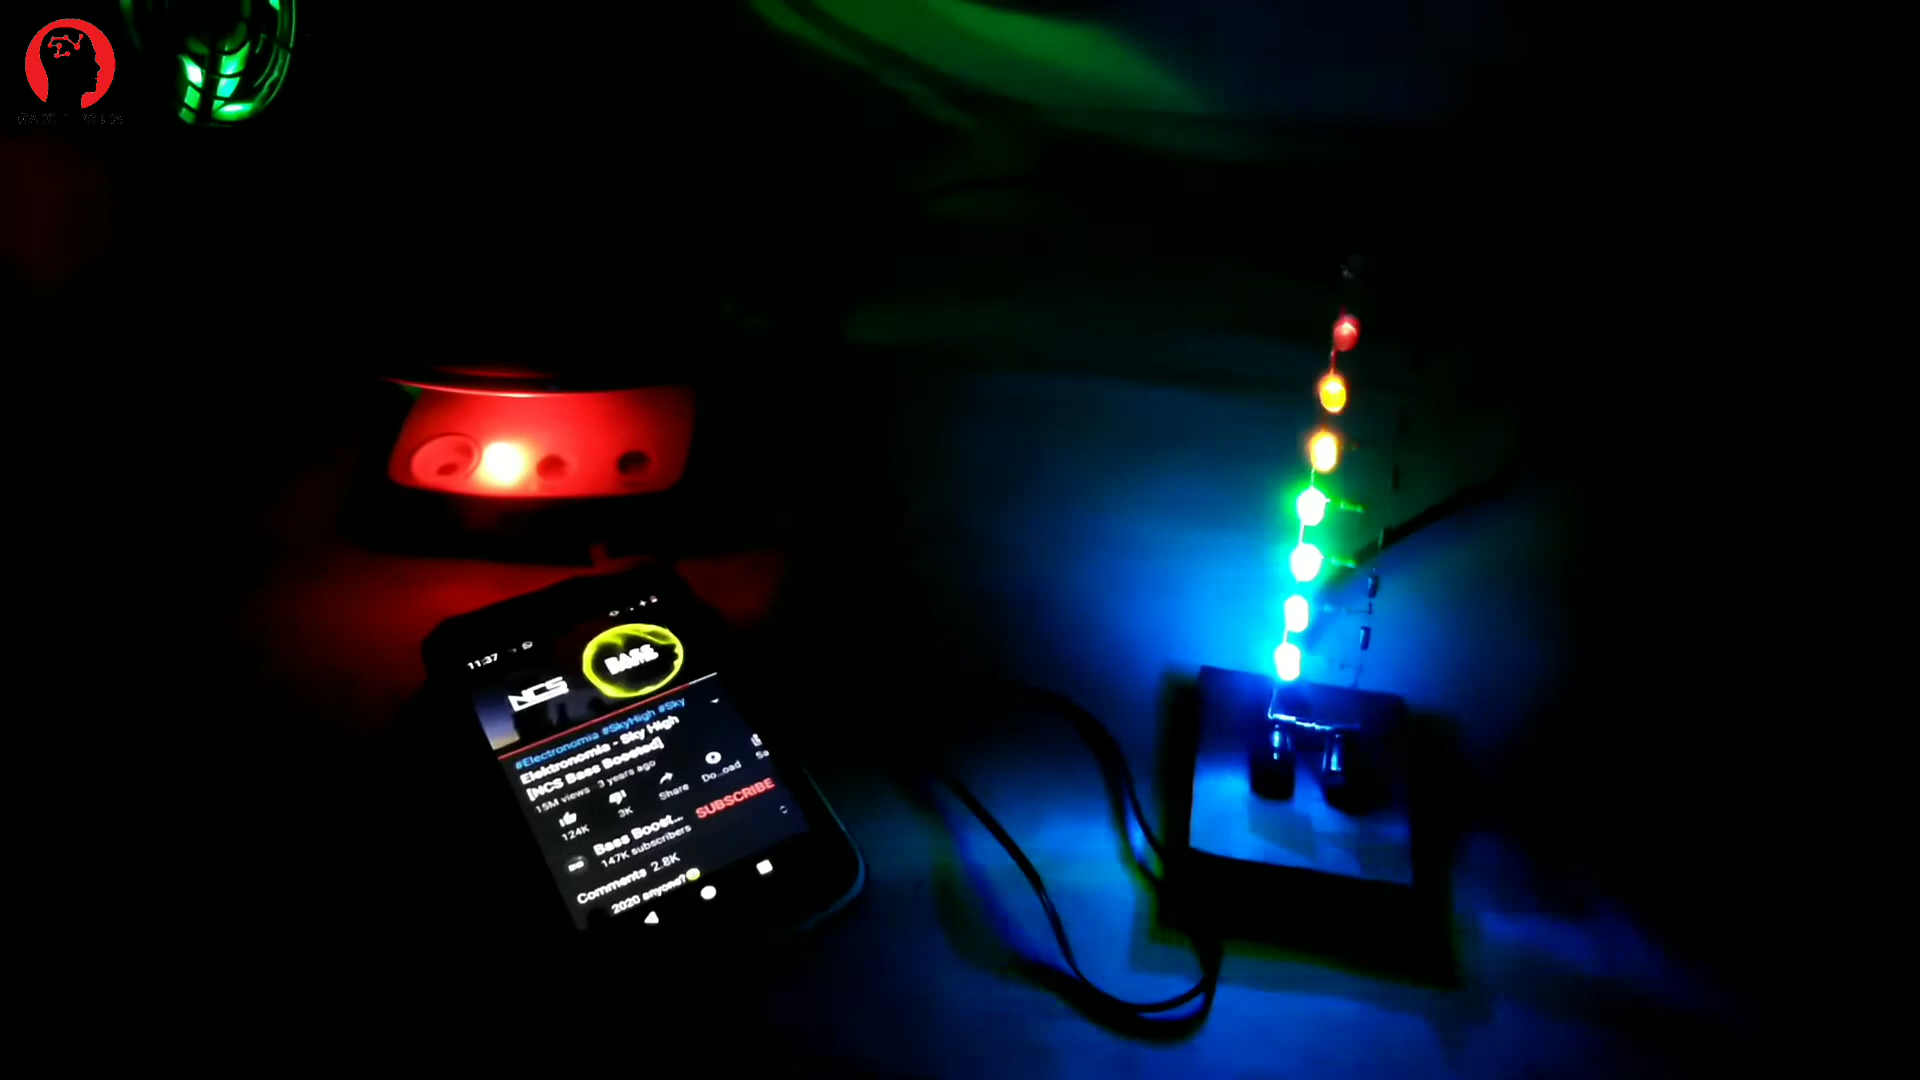 11:37
BASS
NCS
#Electronomia #SkyHigh #Sky
Elektronomia - Sky High
[NCS Bass Boosted]
15M views 3 years ago
124K
3K
Share
Do...oad
Sa
Bass Boost...
147K subscribers
SUBSCRIBE
Comments 2.8K
2020 anyone?